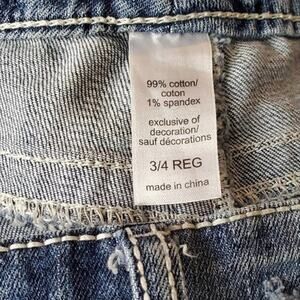 99% cotton/
coton
1% spandex
exclusive of
decoration/
sauf décorations
3/4 REG
made in china